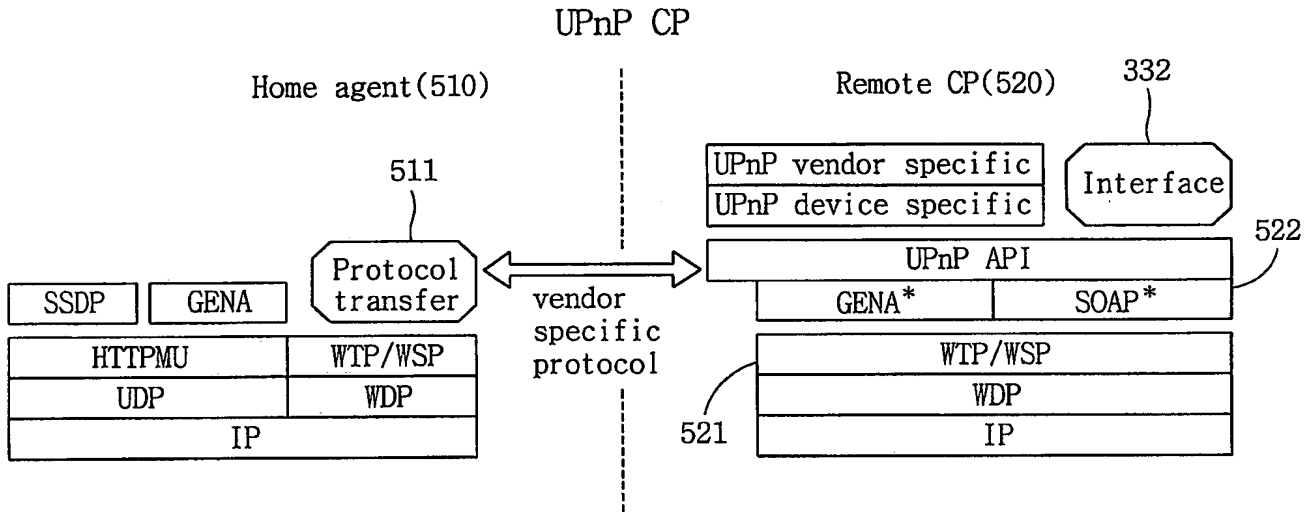 UPnP CP
Home agent(510)
Remote CP(520)
332
511
UPnP vendor specific
UPnP device specific
Interface
522
Protocol
transfer
UPnP API
SSDP
GENA
vendor
specific
protocol
GENA*
SOAP*
HTTPMU
WTP/WSP
WTP/WSP
UDP
WDP
WDP
521
IP
IP